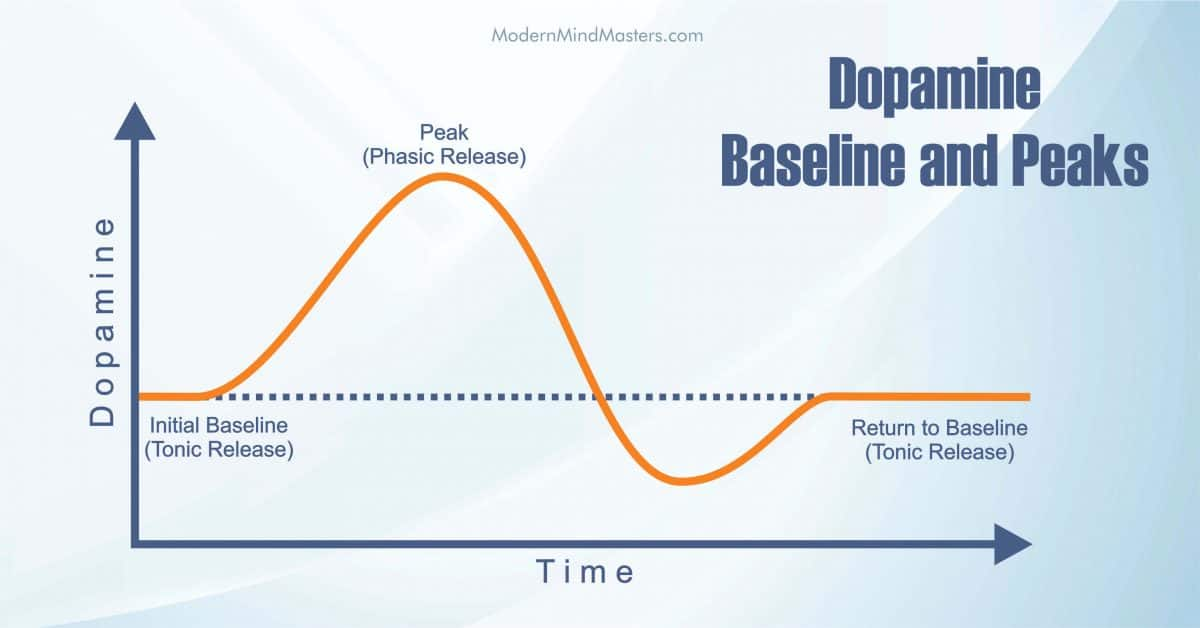 ModernMindMasters.com
Dopamine
Baseline and Peaks
Peak
(Phasic Release)
Dopamine
Initial Baseline
(Tonic Release)
Return to Baseline
(Tonic Release)
Time